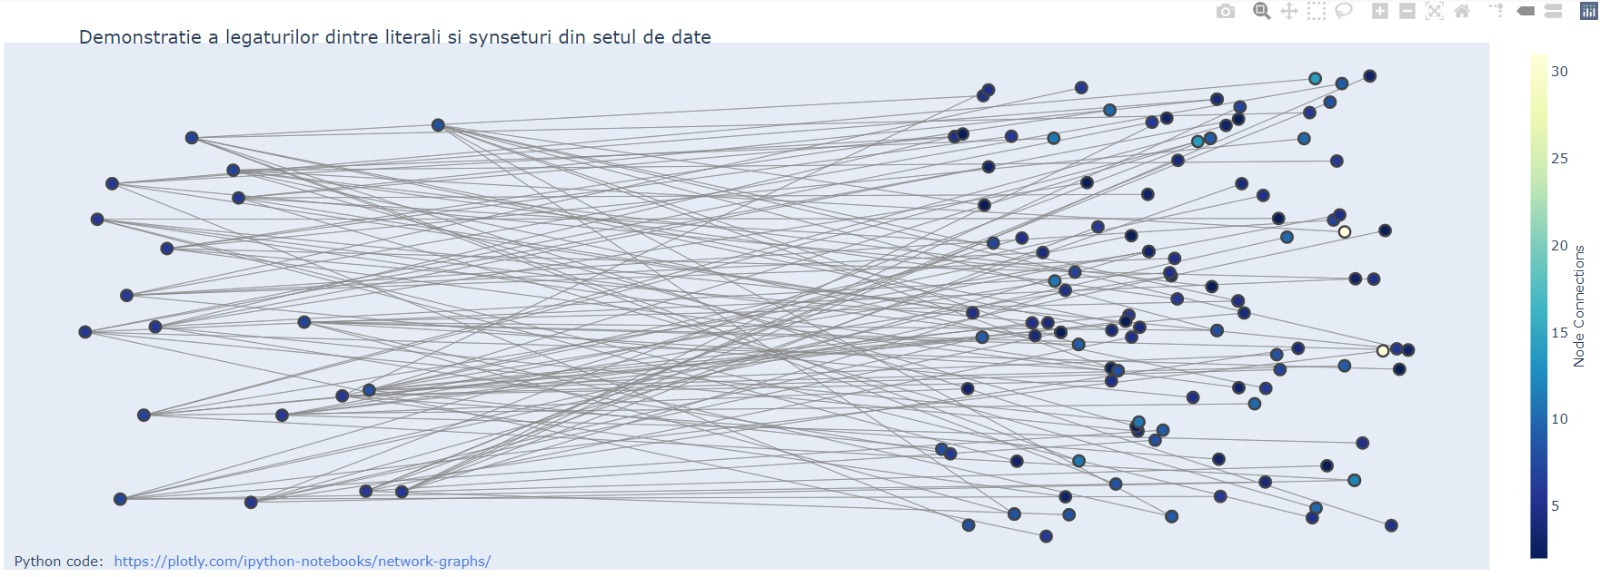 Demonstratie a legaturilor dintre literali si synseturi din setul de date
30
25
20
15
10
5
Node Connections
Python code: https://plotly.com/ipython-notebooks/network-graphs/